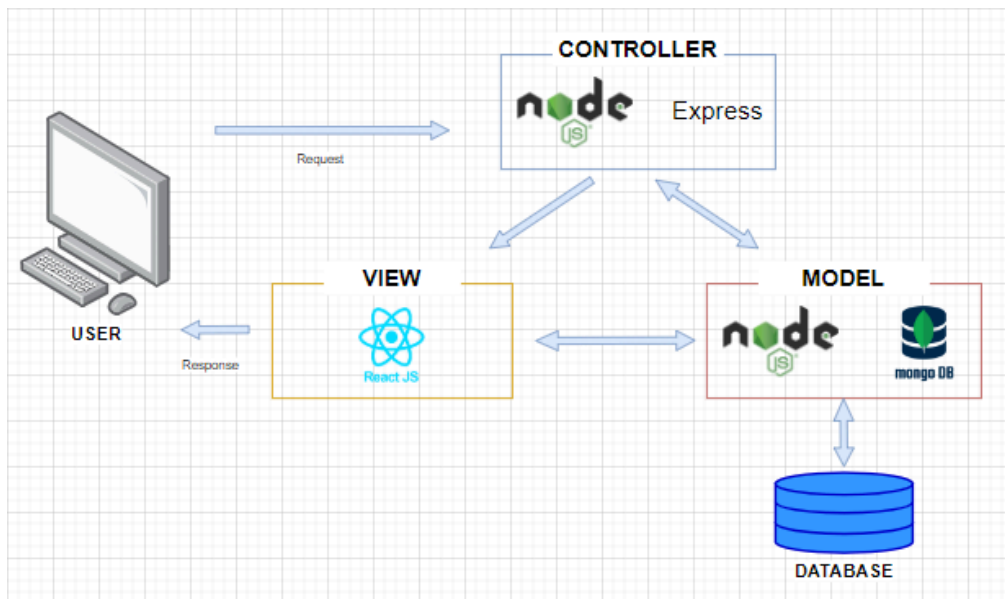 CONTROLLER
node
JS
Express
Request
USER
VIEW
React JS
Response
MODEL
node
JS
mongo DB
DATABASE